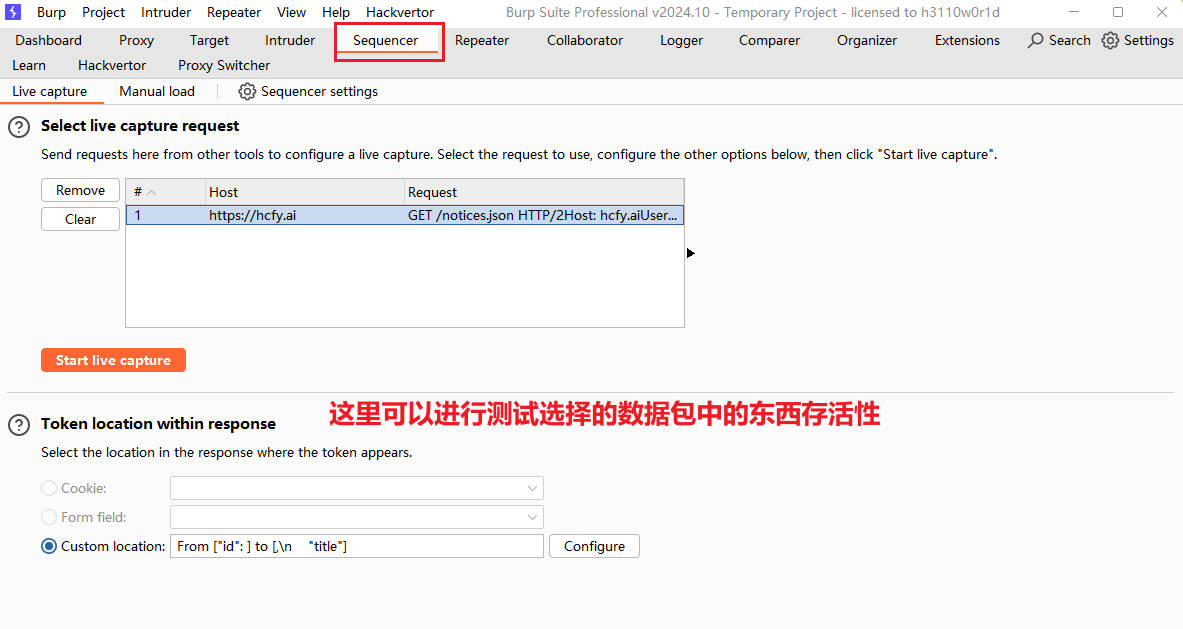 Burp Project Intruder Repeater View Help Hackvertor Burp Suite Professional v2024.10 - Temporary Project - licensed to h3110w0r1d
Dashboard Proxy Target Intruder Sequencer Repeater Collaborator Logger Comparer Organizer Extensions Search Settings
Learn Hackvertor Proxy Switcher
Live capture Manual load Sequencer settings
? Select live capture request
Send requests here from other tools to configure a live capture. Select the request to use, configure the other options below, then click "Start live capture".
Remove # Host Request
Clear 1 https://hcfy.ai GET /notices.json HTTP/2Host: hcfy.aiUser...
Start live capture
这里可以进行测试选择的数据包中的东西存活性
? Token location within response
Select the location in the response where the token appears.
Cookie:
Form field:
Custom location: From ["id": ] to [,\n "title"] Configure